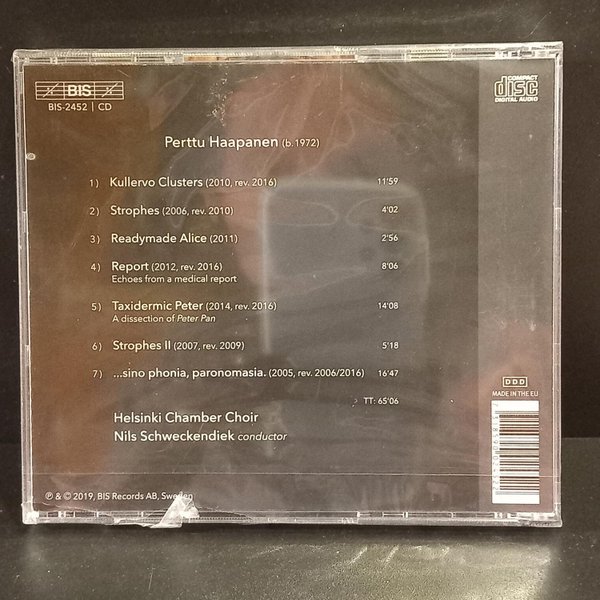 BIS
BIS-2452 | CD
COMPACT
disc
DIGITAL AUDIO
Perttu Haapanen (b. 1972)
1) Kullervo Clusters (2010, rev. 2016) 11'59
2) Strophes (2006, rev. 2010) 4'02
3) Readymade Alice (2011) 2'56
4) Report (2012, rev. 2016) 8'06
Echoes from a medical report
5) Taxidermic Peter (2014, rev. 2016) 14'08
A dissection of Peter Pan
6) Strophes II (2007, rev. 2009) 5'18
7) ...sino phonia, paronomasia. (2005, rev. 2006/2016) 16'47
TT: 65'06
Helsinki Chamber Choir
Nils Schweckendiek conductor
DDD
MADE IN THE EU
℗ & © 2019, BIS Records AB, Sweden